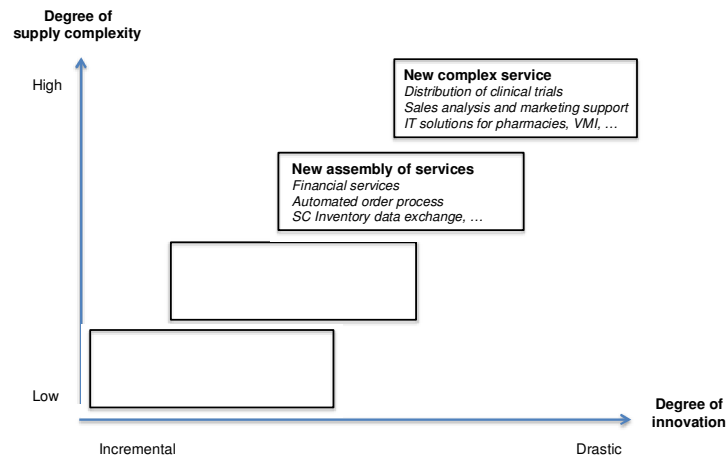 Degree of
supply complexity
High
New complex service
Distribution of clinical trials
Sales analysis and marketing support
IT solutions for pharmacies, VMI, …
New assembly of services
Financial services
Automated order process
SC Inventory data exchange, …
Low
Degree of
innovation
Incremental
Drastic